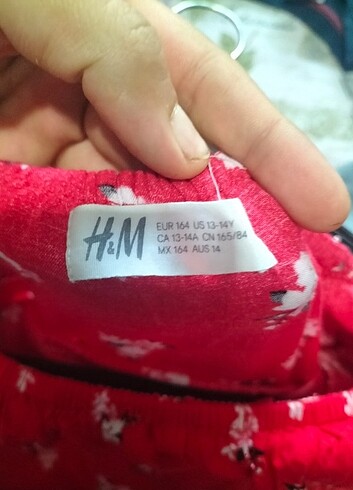 H&M
EUR 164 US 13-14Y
CA 13-14A CN 165/84
MX 164 AUS 14